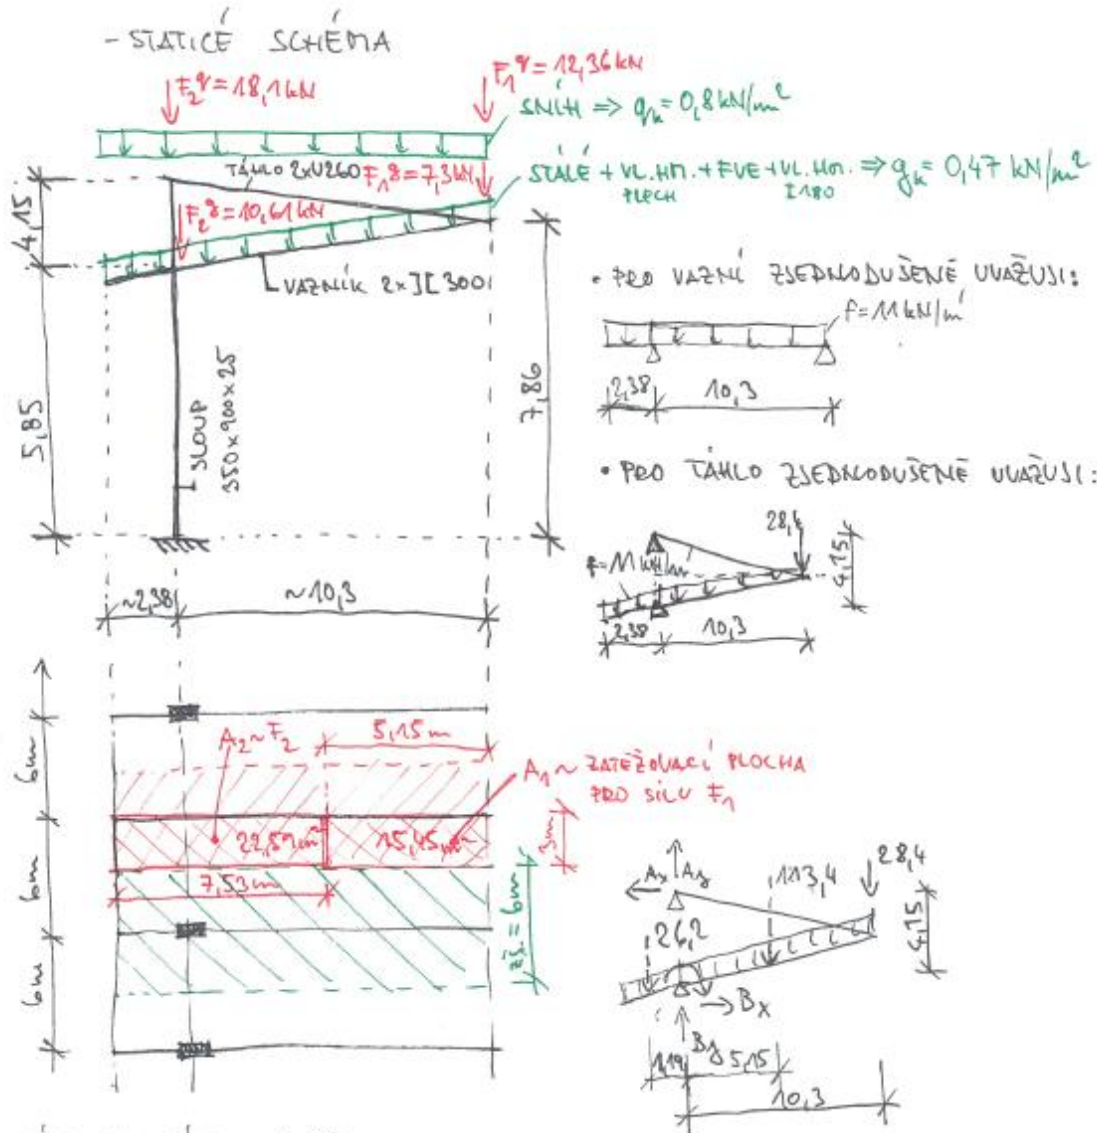 - STATICÉ SCHÉMA
F₂q = 18,1 kN
F₁q = 12,36 kN
SNÍH => qk = 0,8 kN/m²
TÁHLO 2xU260
F₁g = 7,3 kN
STÁLÉ + VL.HM. + FVE + VL.HM. => gk = 0,47 kN/m²
PLECH
I180
F₂g = 10,61 kN
4,15
VAZNÍK 2x][ 300
• PRO VAZNÍ ZJEDNODUŠENĚ UVAŽUJI:
f = 11 kN/m'
2,38
10,3
5,85
SLOUP
350x900x25
7,86
• PRO TÁHLO ZJEDNODUŠENĚ UVAŽUJI:
28,4
f = 11 kN/m
4,15
2,38
10,3
~2,38
~10,3
6m
6m
6m
A₂ ~ F₂
5,15 m
A₁ ~ ZATĚŽOVACÍ PLOCHA
PRO SÍLU F₁
22,59 m²
15,45 m²
3m
7,53 m
zš. = 6m
Ax
Ay
113,4
28,4
26,2
4,15
Bx
By
1,19
5,15
10,3